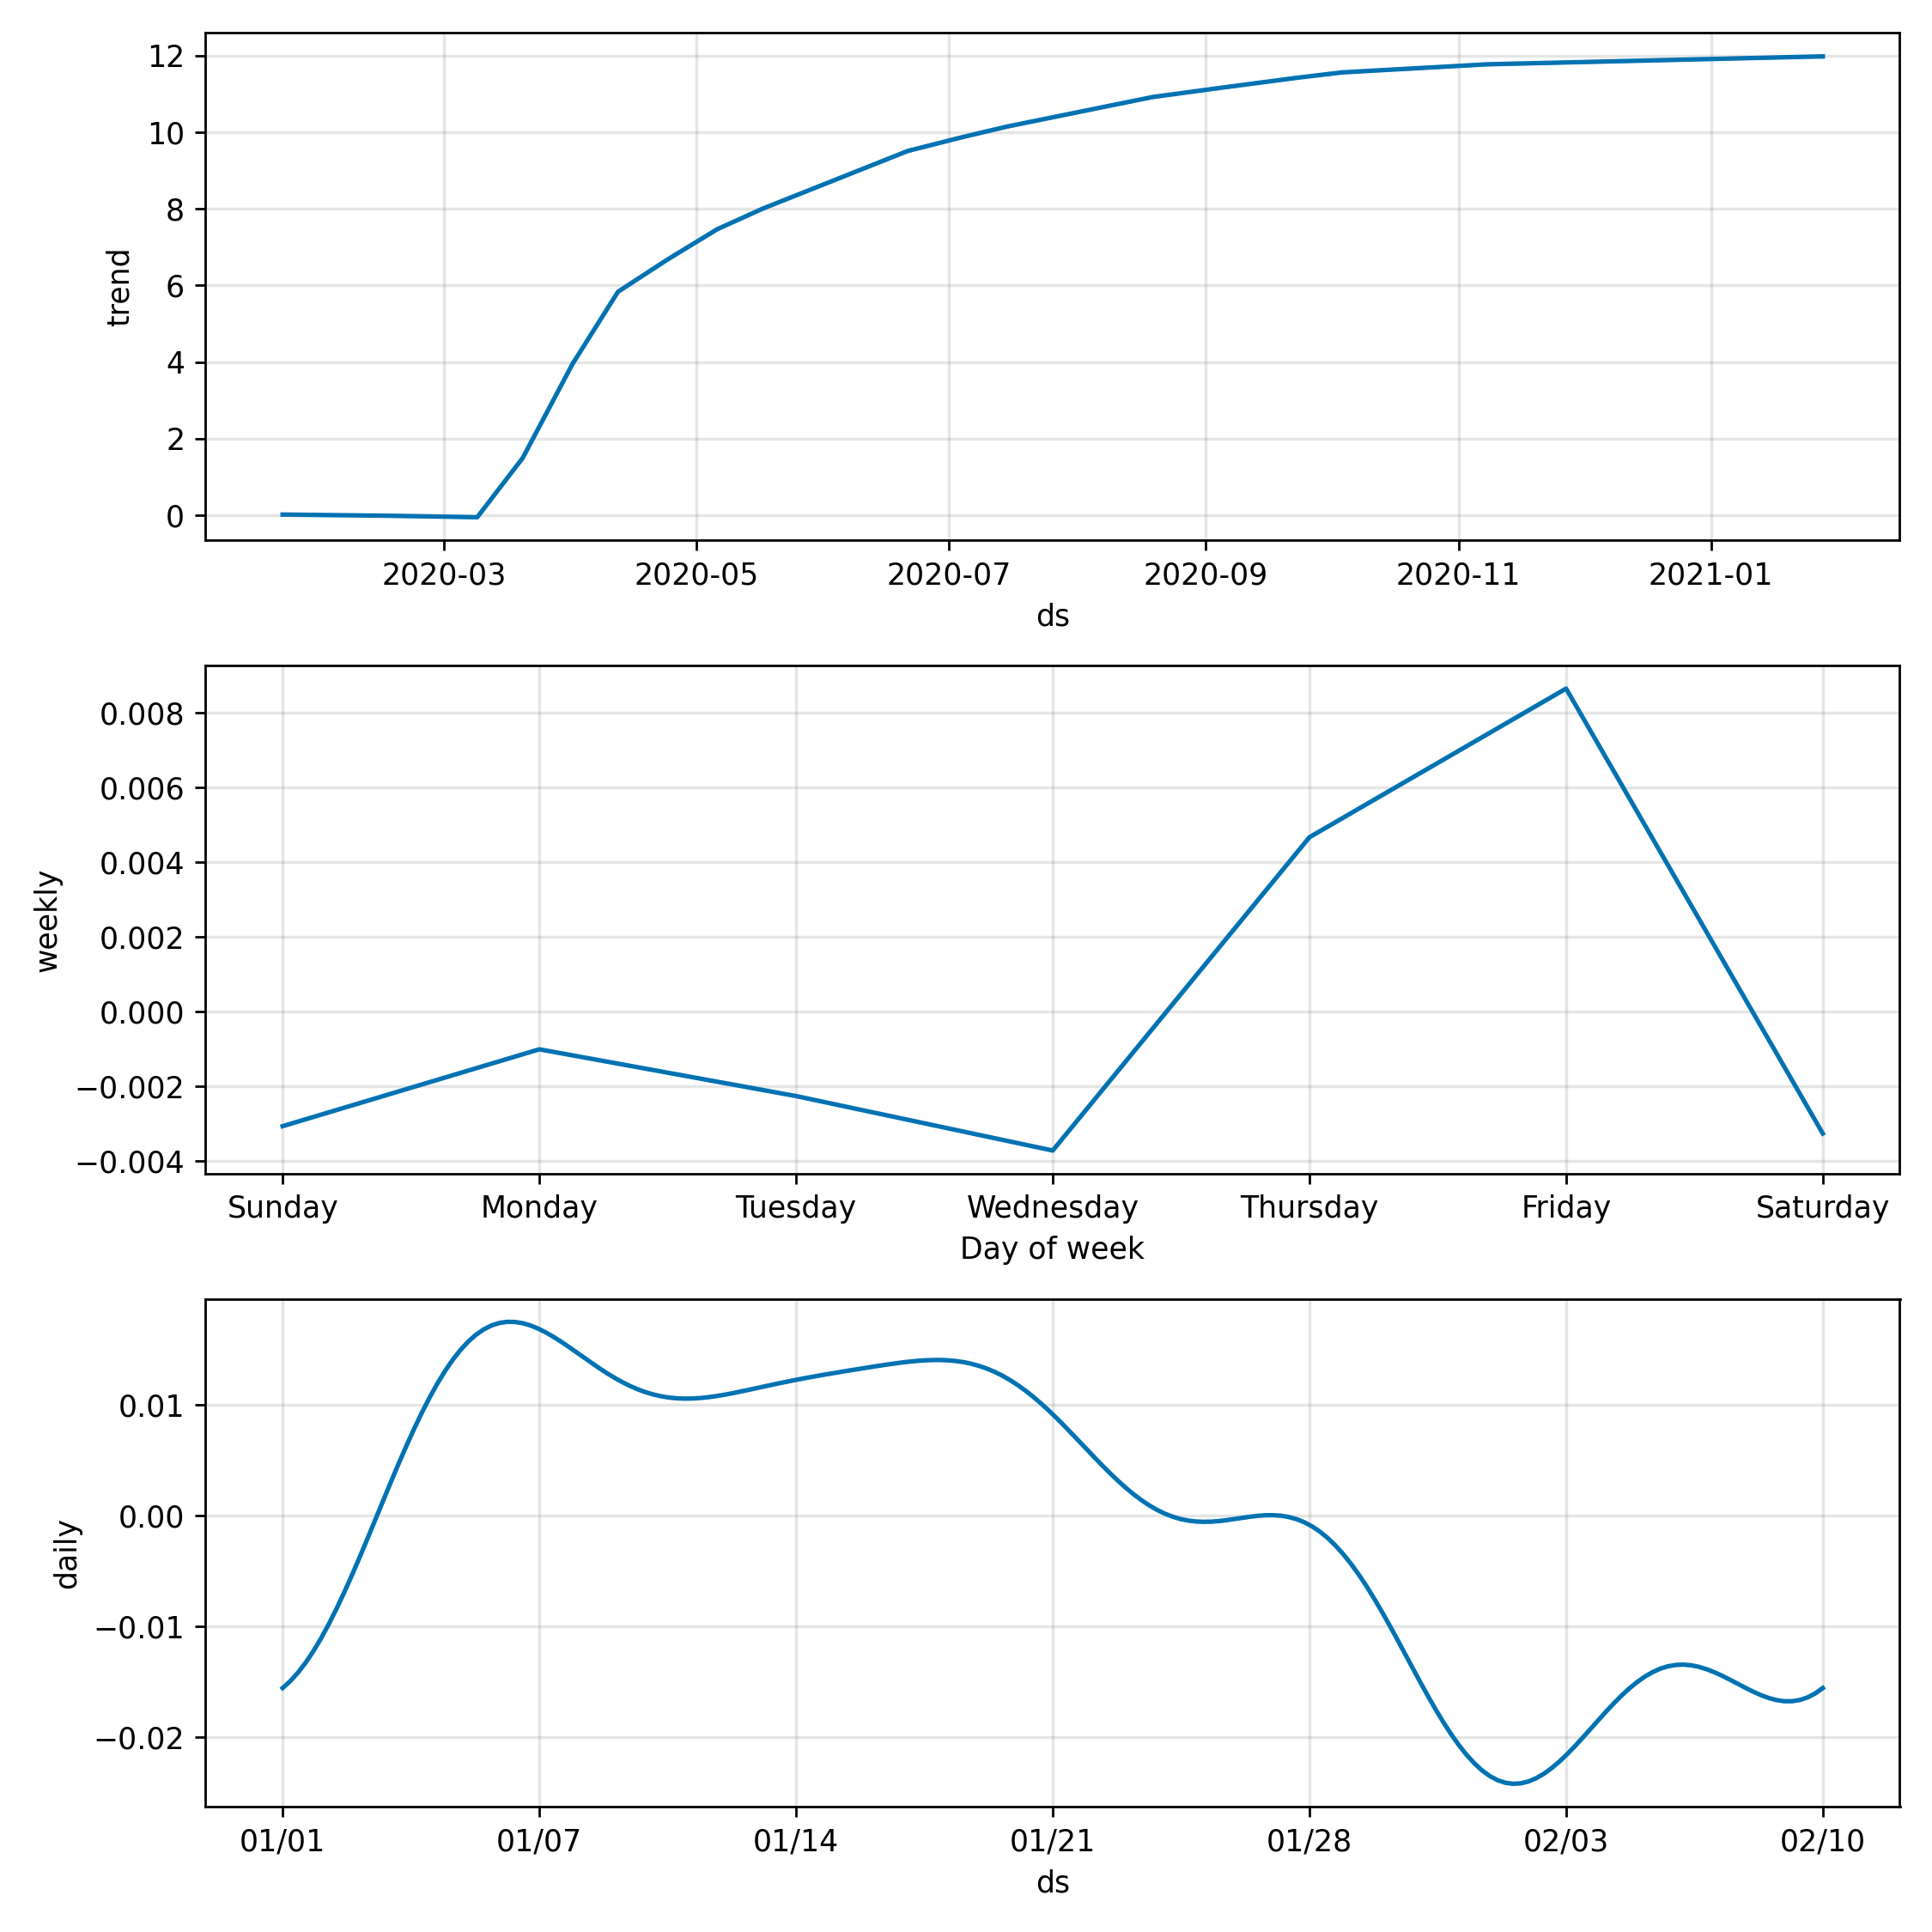 12
10
8
6
4
2
0
trend
2020-03 2020-05 2020-07 2020-09 2020-11 2021-01
ds
0.008
0.006
0.004
0.002
0.000
−0.002
−0.004
weekly
Sunday Monday Tuesday Wednesday Thursday Friday Saturday
Day of week
0.01
0.00
−0.01
−0.02
daily
01/01 01/07 01/14 01/21 01/28 02/03 02/10
ds